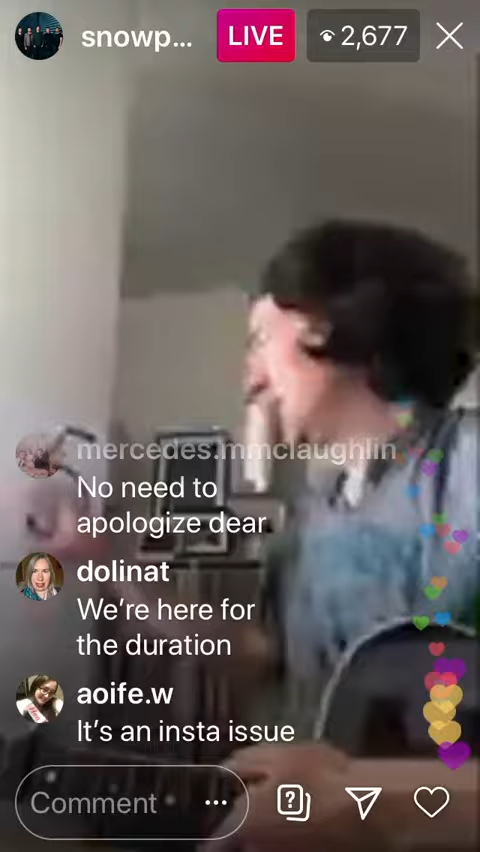 snowp...
LIVE
2,677
mercedes.mmclaughlin
No need to
apologize dear
dolinat
We’re here for
the duration
aoife.w
It’s an insta issue
Comment